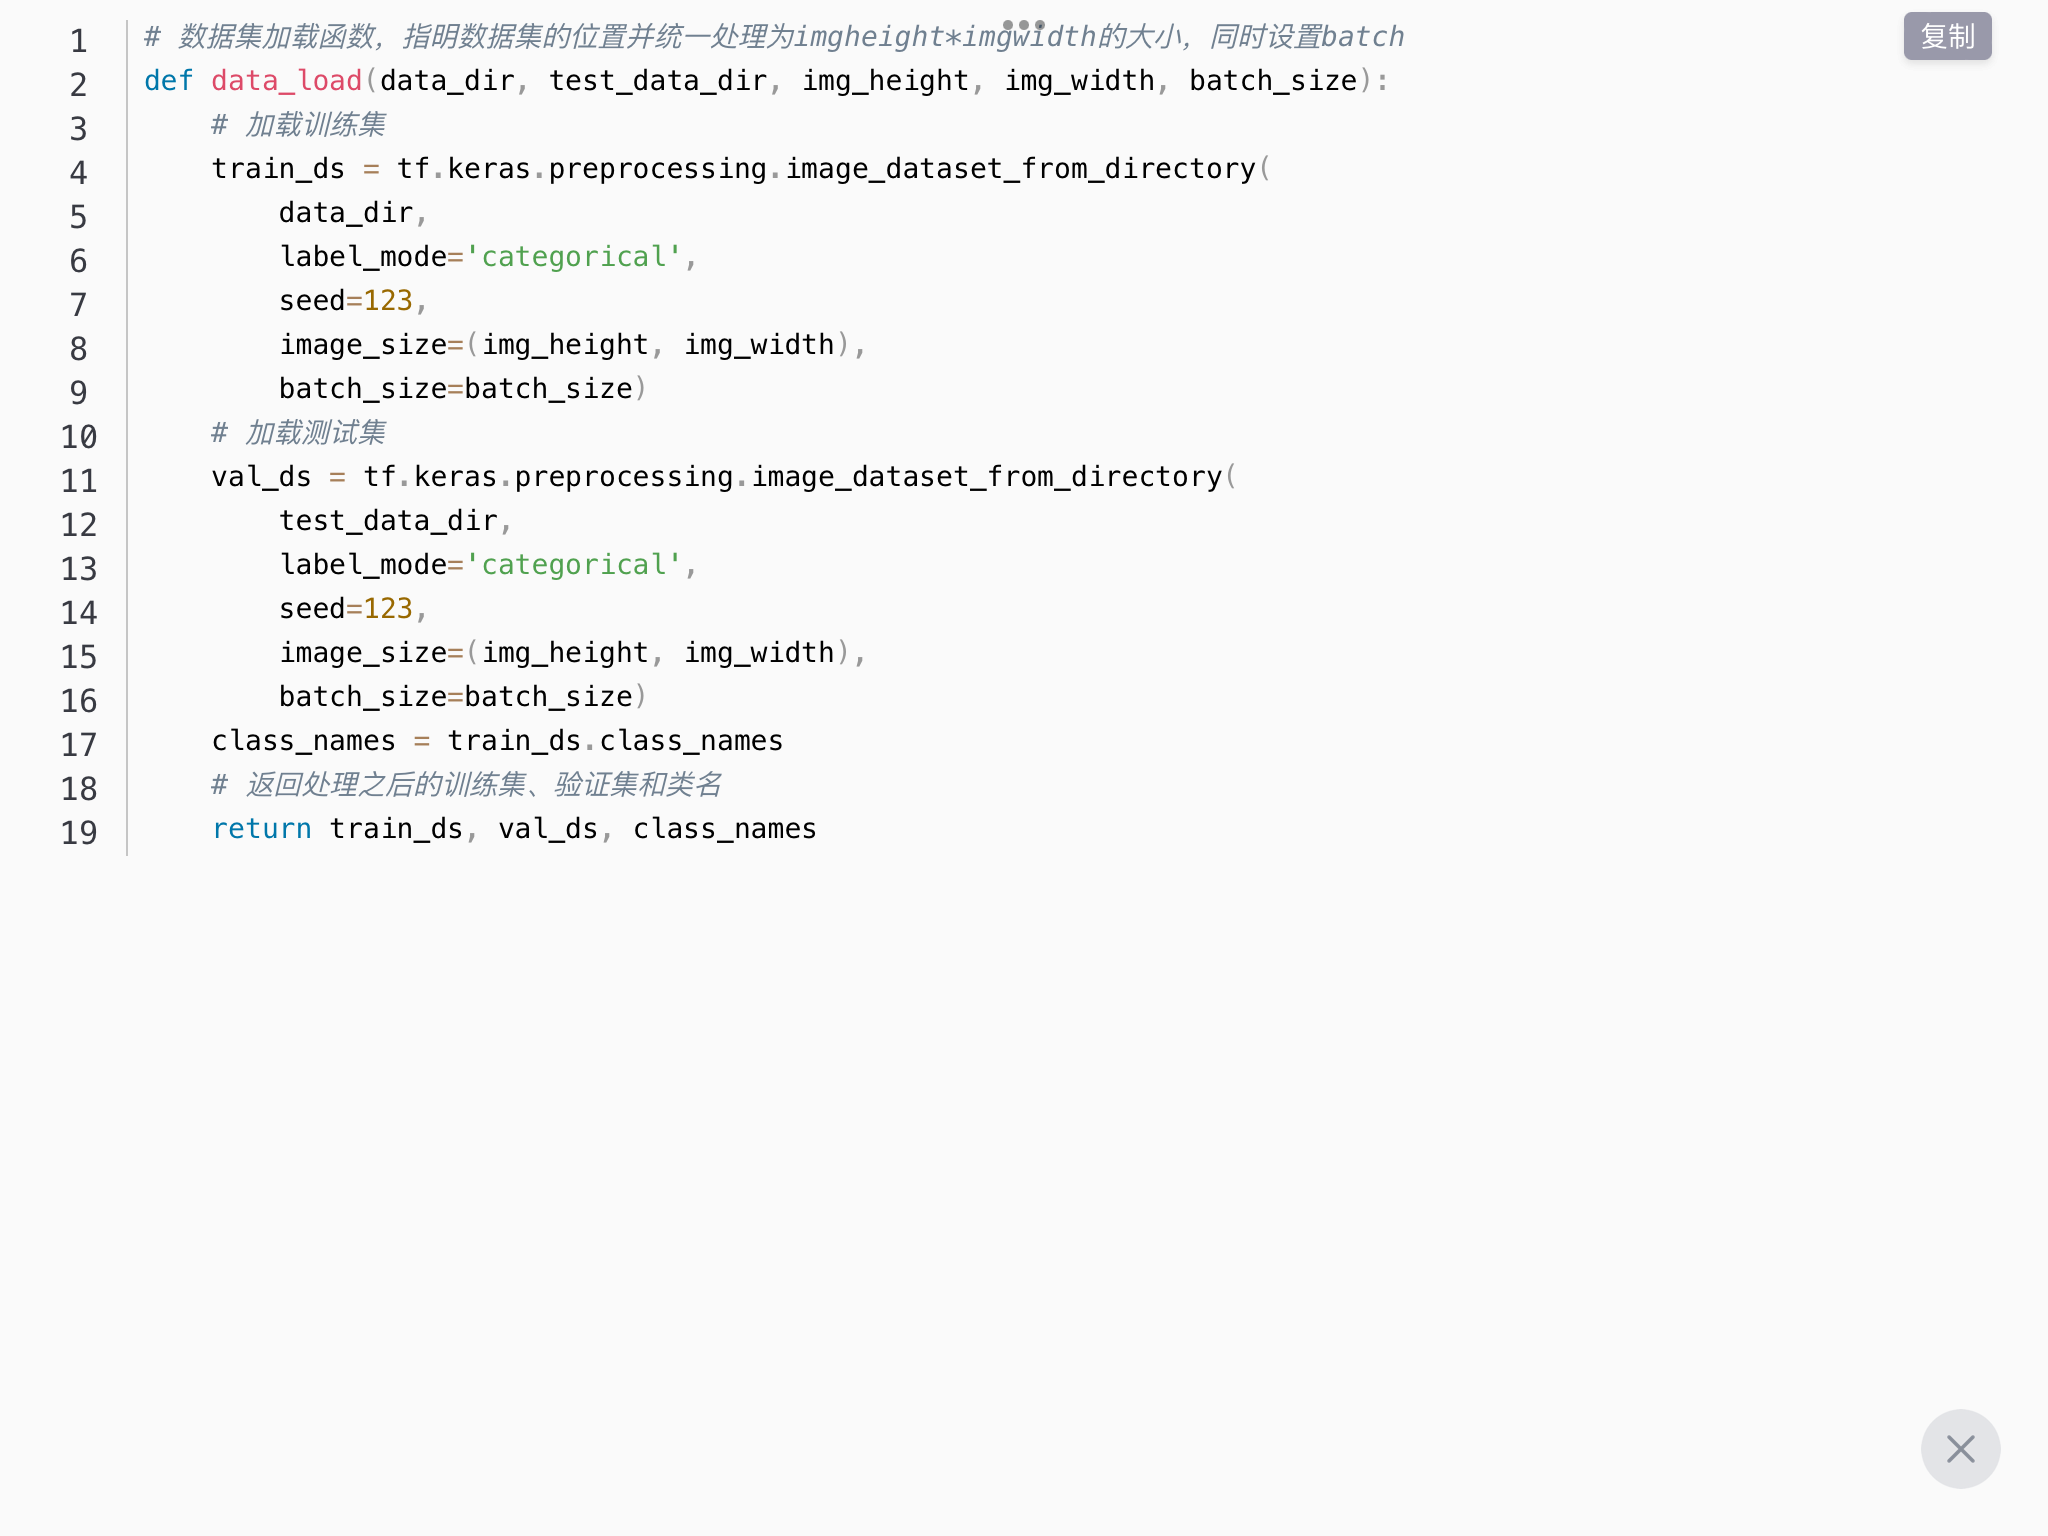 1 # 数据集加载函数，指明数据集的位置并统一处理为imgheight*imgwidth的大小，同时设置batch
复制
2 def data_load(data_dir, test_data_dir, img_height, img_width, batch_size):
3     # 加载训练集
4     train_ds = tf.keras.preprocessing.image_dataset_from_directory(
5         data_dir,
6         label_mode='categorical',
7         seed=123,
8         image_size=(img_height, img_width),
9         batch_size=batch_size)
10     # 加载测试集
11     val_ds = tf.keras.preprocessing.image_dataset_from_directory(
12         test_data_dir,
13         label_mode='categorical',
14         seed=123,
15         image_size=(img_height, img_width),
16         batch_size=batch_size)
17     class_names = train_ds.class_names
18     # 返回处理之后的训练集、验证集和类名
19     return train_ds, val_ds, class_names